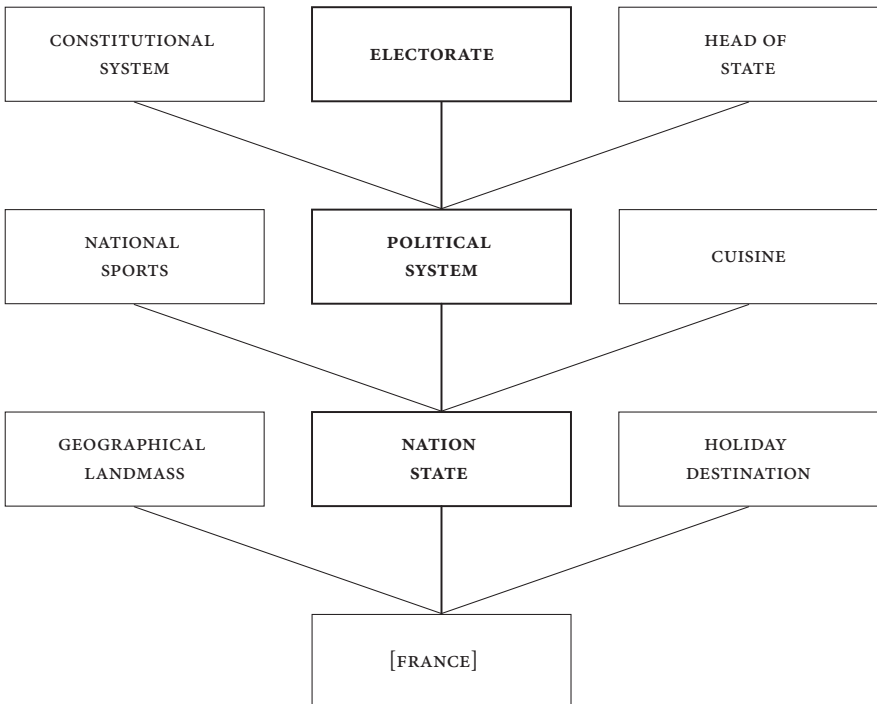 CONSTITUTIONAL
SYSTEM
ELECTORATE
HEAD OF
STATE
NATIONAL
SPORTS
POLITICAL
SYSTEM
CUISINE
GEOGRAPHICAL
LANDMASS
NATION
STATE
HOLIDAY
DESTINATION
[FRANCE]